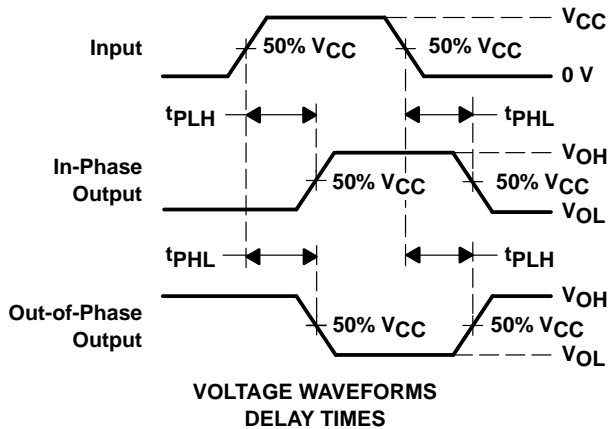 VCC
Input
50% VCC
50% VCC
0 V
tPLH
tPHL
VOH
In-Phase
Output
50% VCC
50% VCC
VOL
tPHL
tPLH
VOH
Out-of-Phase
Output
50% VCC
50% VCC
VOL
VOLTAGE WAVEFORMS
DELAY TIMES